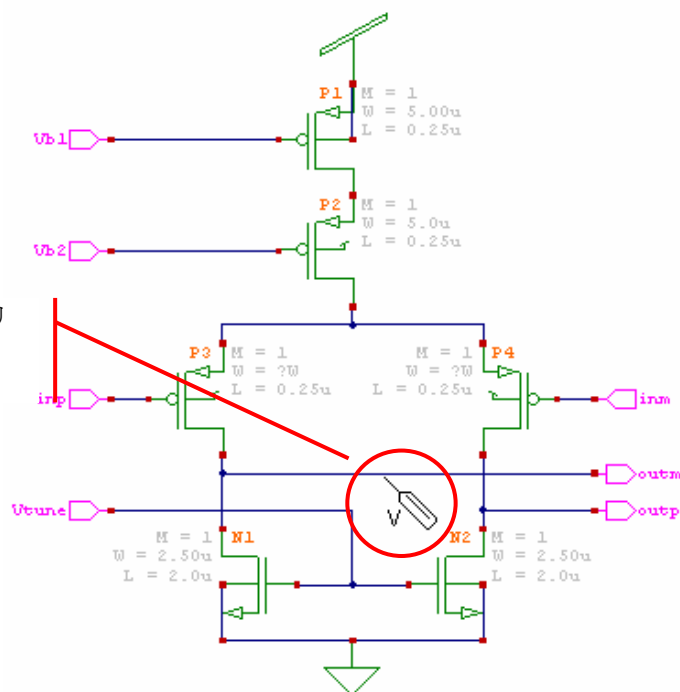 P1 M = 1
W = 5.00u
Vb1 L = 0.25u
P2 M = 1
W = 5.0u
Vb2 L = 0.25u
P3 M = 1 M = 1 P4
W = ?W W = ?W
L = 0.25u L = 0.25u
inp inm
outm
Vtune V outp
M = 1 N1 N2 M = 1
W = 2.50u W = 2.50u
L = 2.0u L = 2.0u